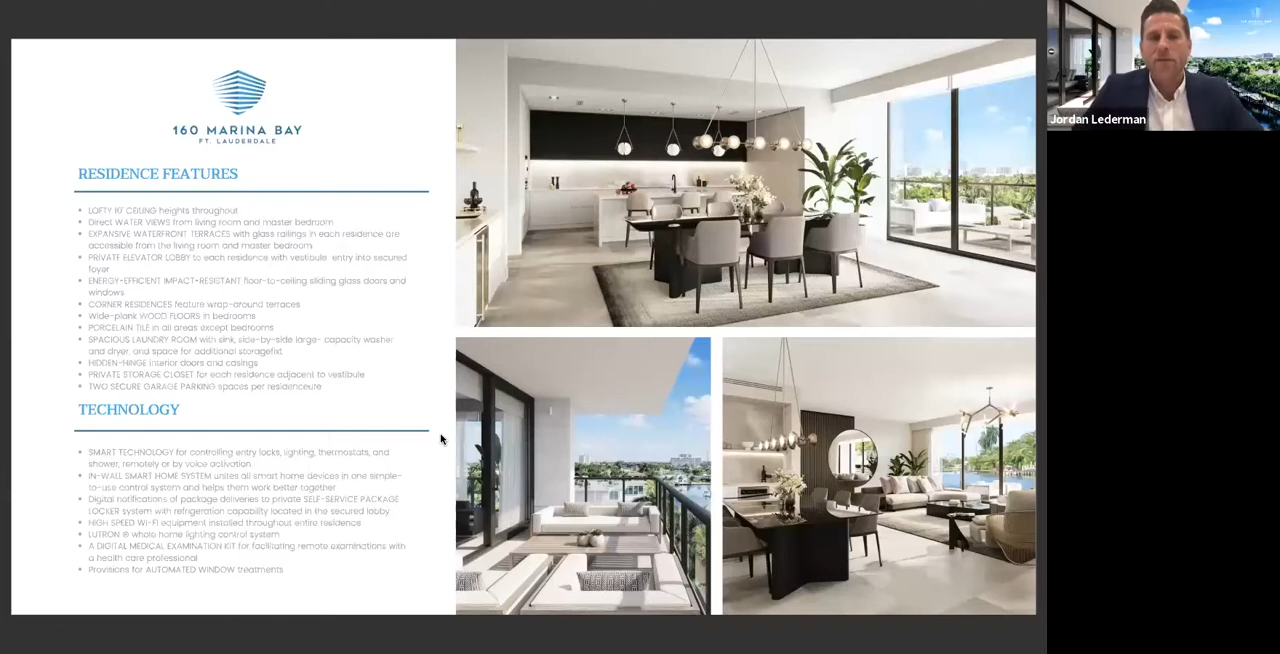 160 MARINA BAY
FT. LAUDERDALE
RESIDENCE FEATURES
LOFTY 10' CEILING heights throughout
Direct WATER VIEWS from living room and master bedroom
EXPANSIVE WATERFRONT TERRACES with glass railings in each residence are
accessible from the living room and master bedroom
PRIVATE ELEVATOR LOBBY to each residence with vestibule entry into secured
foyer
ENERGY-EFFICIENT IMPACT-RESISTANT floor-to-ceiling sliding glass doors and
windows
CORNER RESIDENCES feature wrap-around terraces
Wide-plank WOOD FLOORS in bedrooms
PORCELAIN TILE in all areas except bedrooms
SPACIOUS LAUNDRY ROOM with sink, side-by-side large- capacity washer
and dryer, and space for additional storagefixt
HIDDEN-HINGE interior doors and casings
PRIVATE STORAGE CLOSET for each residence adjacent to vestibule
TWO SECURE GARAGE PARKING spaces per residenceure
TECHNOLOGY
SMART TECHNOLOGY for controlling entry locks, lighting, thermostats, and
shower, remotely or by voice activation
IN-WALL SMART HOME SYSTEM unites all smart home devices in one simple-
to-use control system and helps them work better together
Digital notifications of package deliveries to private SELF-SERVICE PACKAGE
LOCKER system with refrigeration capability located in the secured lobby
HIGH SPEED WI-FI equipment installed throughout entire residence
LUTRON ® whole home lighting control system
A DIGITAL MEDICAL EXAMINATION KIT for facilitating remote examinations with
a health care professional
Provisions for AUTOMATED WINDOW treatments
Jordan Lederman